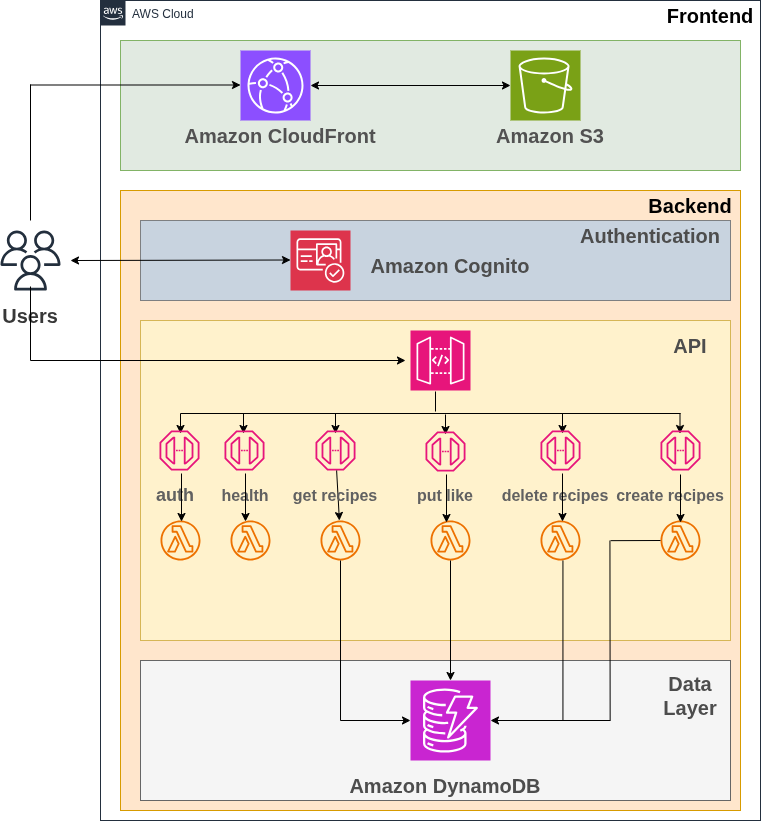 aws
AWS Cloud
Frontend
Amazon CloudFront
Amazon S3
Backend
Authentication
Amazon Cognito
Users
API
</>
auth
health
get recipes
put like
delete recipes
create recipes
Data
Layer
Amazon DynamoDB